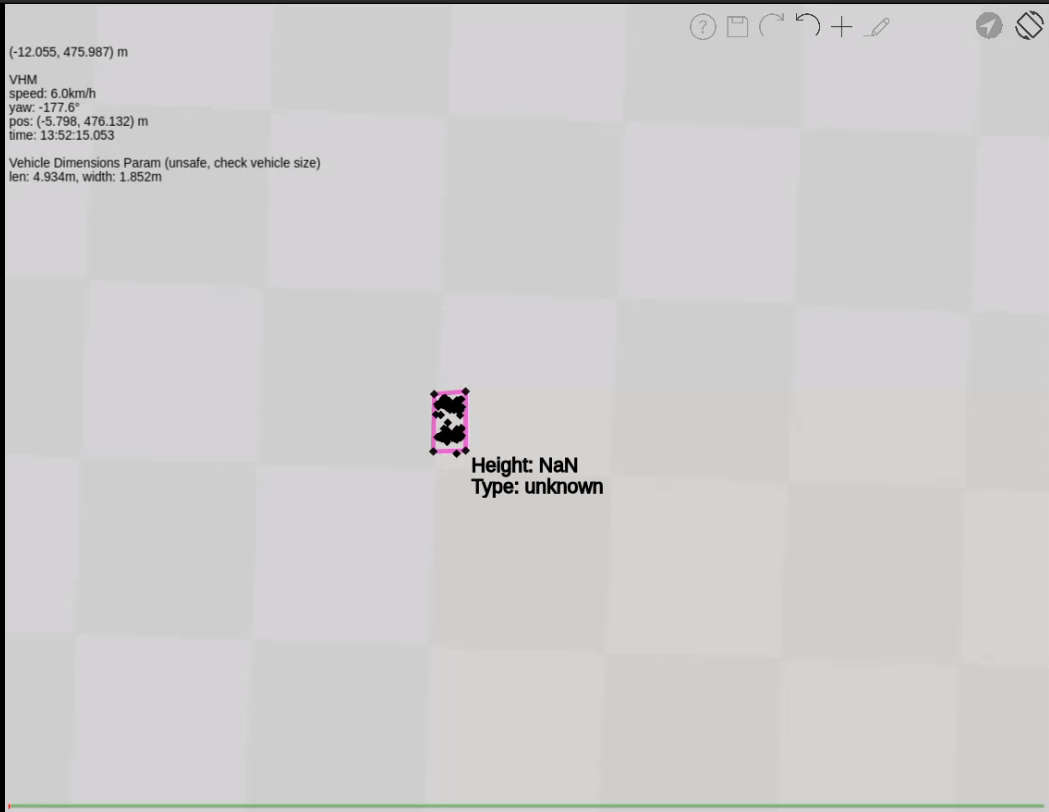 (-12.055, 475.987) m
VHM
speed: 6.0km/h
yaw: -177.6°
pos: (-5.798, 476.132) m
time: 13:52:15.053
Vehicle Dimensions Param (unsafe, check vehicle size)
len: 4.934m, width: 1.852m
Height: NaN
Type: unknown